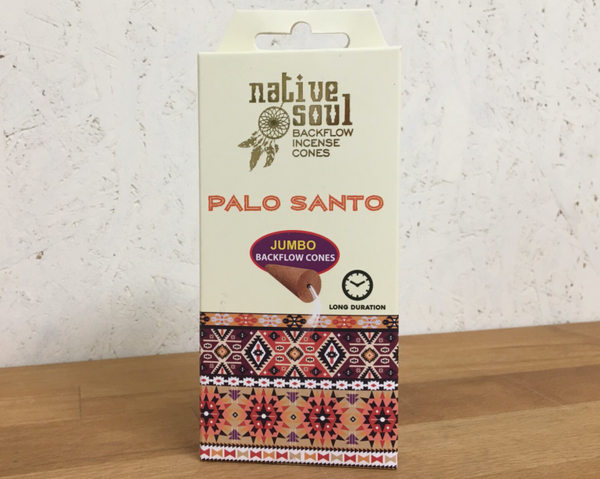 native
soul
BACKFLOW
INCENSE
CONES
PALO SANTO
JUMBO
BACKFLOW CONES
LONG DURATION